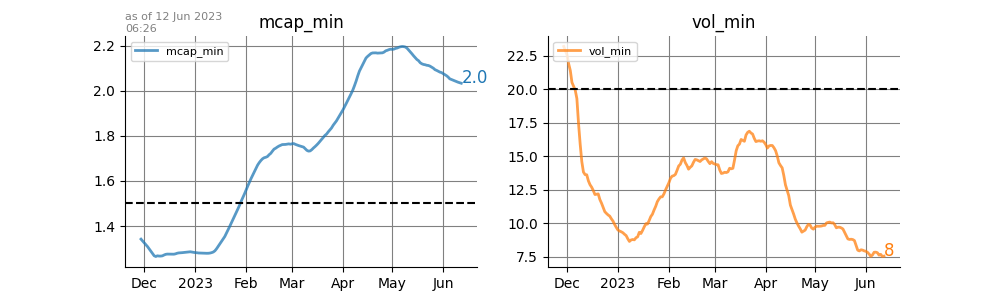 as of 12 Jun 2023
06:26
mcap_min
mcap_min
2.2
2.0
1.8
1.6
1.4
2.0
Dec 2023 Feb Mar Apr May Jun
vol_min
vol_min
22.5
20.0
17.5
15.0
12.5
10.0
7.5
8
Dec 2023 Feb Mar Apr May Jun